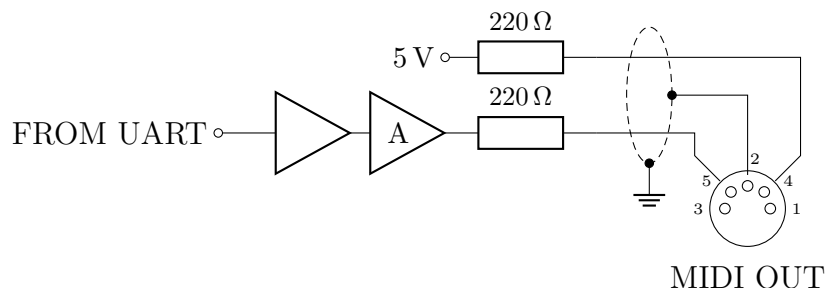 220 Ω
5 V
220 Ω
FROM UART
A
2
5
4
3
1
MIDI OUT